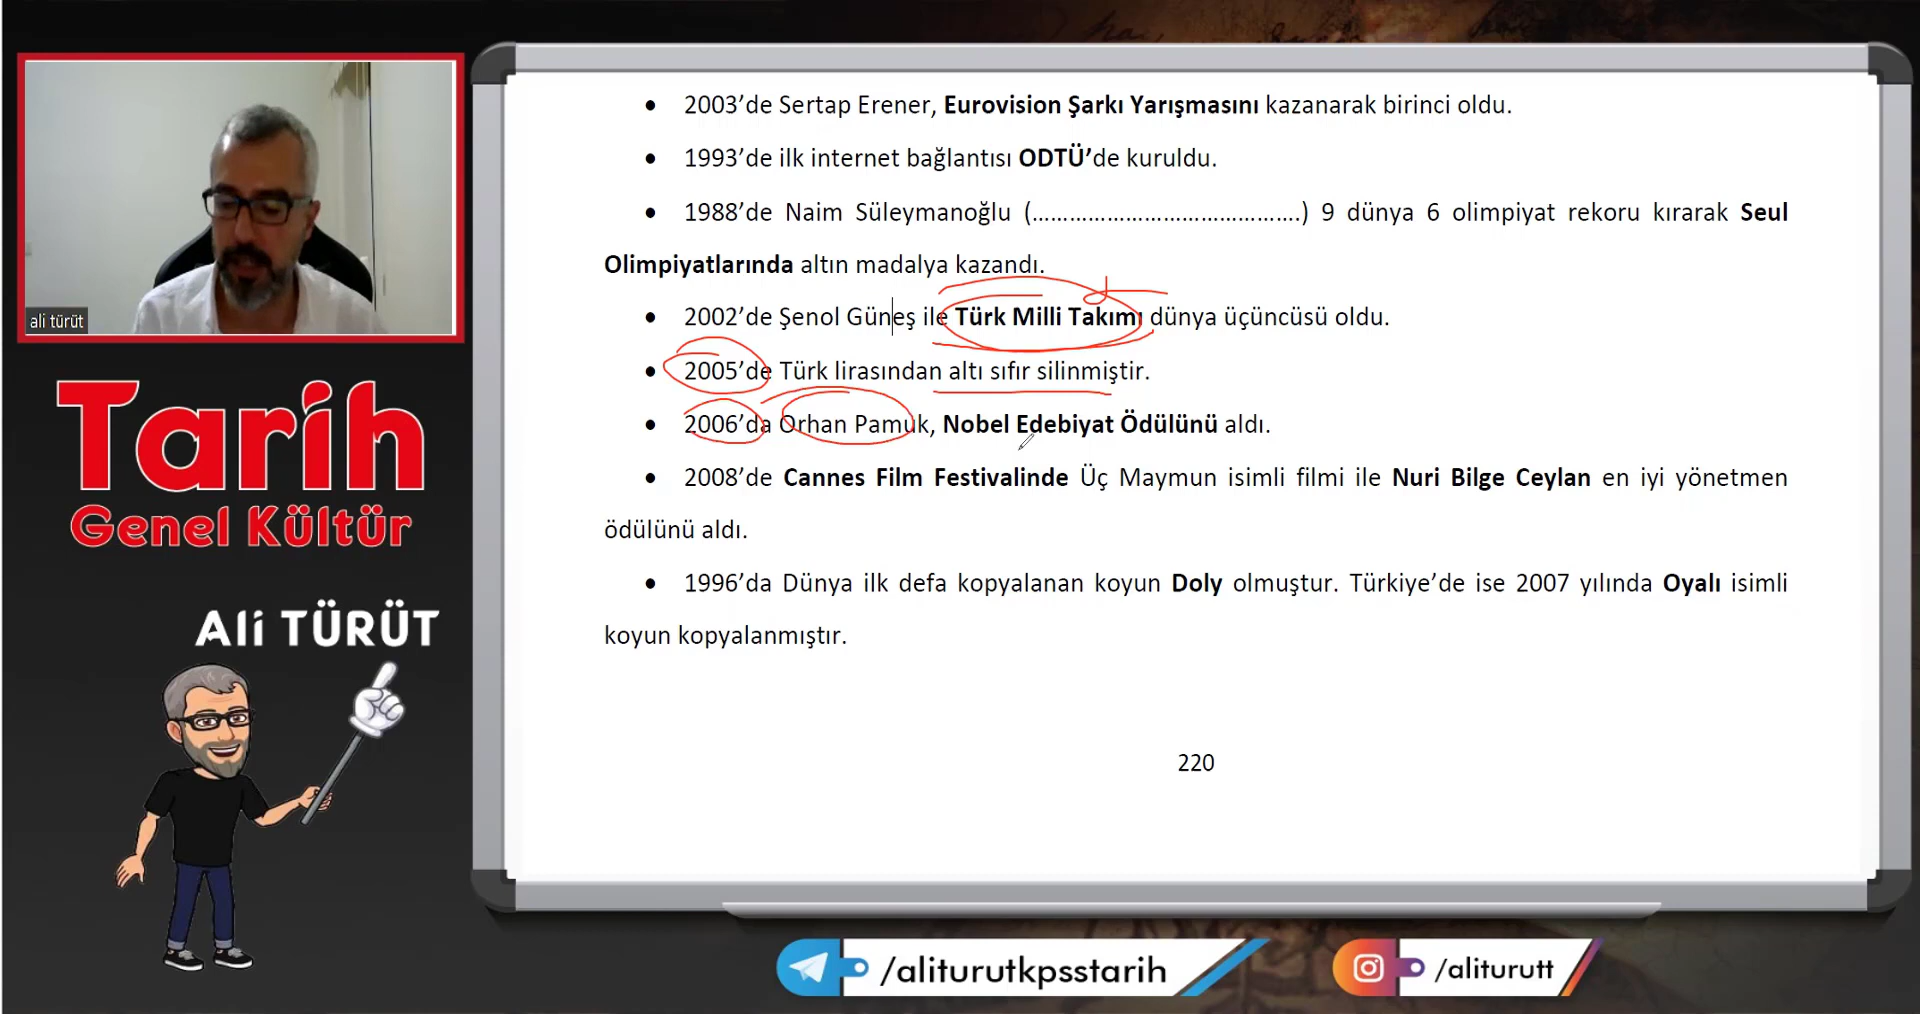 2003’de Sertap Erener, Eurovision Şarkı Yarışmasını kazanarak birinci oldu.
1993’de ilk internet bağlantısı ODTÜ’de kuruldu.
1988’de Naim Süleymanoğlu (…………………………………….) 9 dünya 6 olimpiyat rekoru kırarak Seul
Olimpiyatlarında altın madalya kazandı.
2002’de Şenol Güneş ile Türk Milli Takımı dünya üçüncüsü oldu.
2005’de Türk lirasından altı sıfır silinmiştir.
2006’da Orhan Pamuk, Nobel Edebiyat Ödülünü aldı.
2008’de Cannes Film Festivalinde Üç Maymun isimli filmi ile Nuri Bilge Ceylan en iyi yönetmen
ödülünü aldı.
1996’da Dünya ilk defa kopyalanan koyun Doly olmuştur. Türkiye’de ise 2007 yılında Oyalı isimli
koyun kopyalanmıştır.
220
ali türüt
Tarih
Genel Kültür
Ali TÜRÜT
/aliturutkpsstarih
/aliturutt